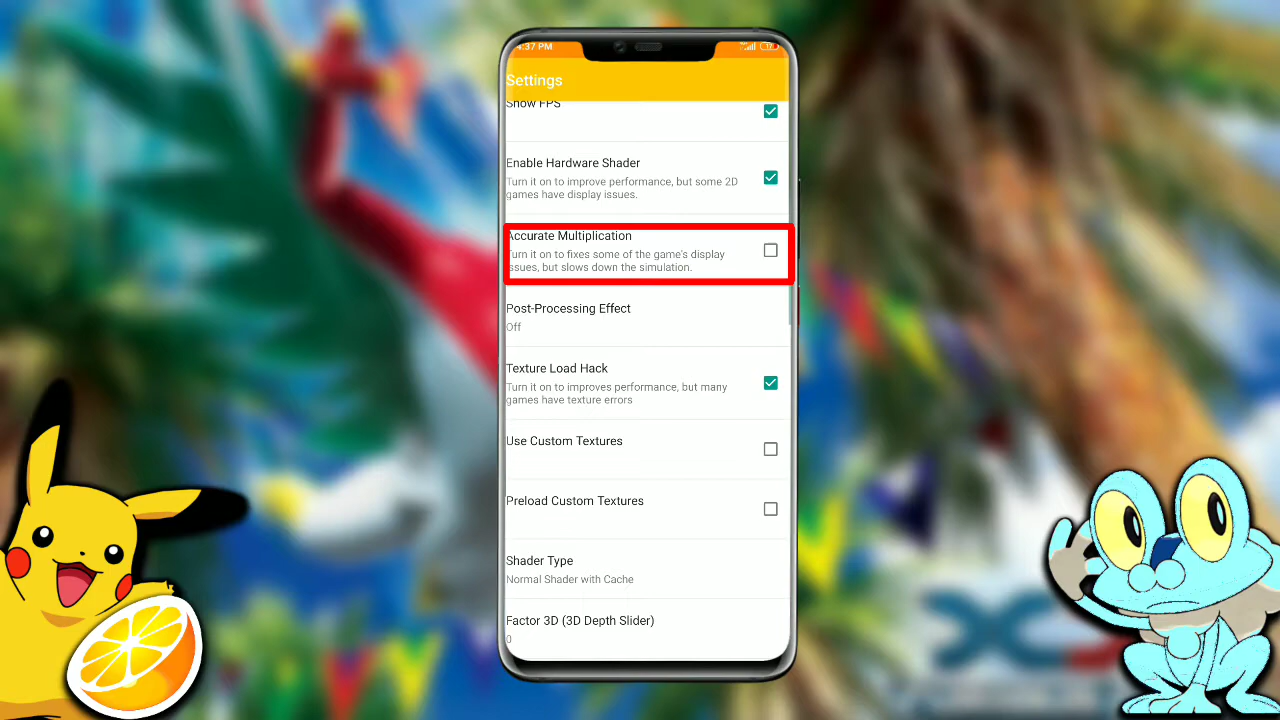 4:37 PM
Settings
Show FPS
Enable Hardware Shader
Turn it on to improve performance, but some 2D
games have display issues.
Accurate Multiplication
Turn it on to fixes some of the game's display
issues, but slows down the simulation.
Post-Processing Effect
Off
Texture Load Hack
Turn it on to improves performance, but many
games have texture errors
Use Custom Textures
Preload Custom Textures
Shader Type
Normal Shader with Cache
Factor 3D (3D Depth Slider)
0